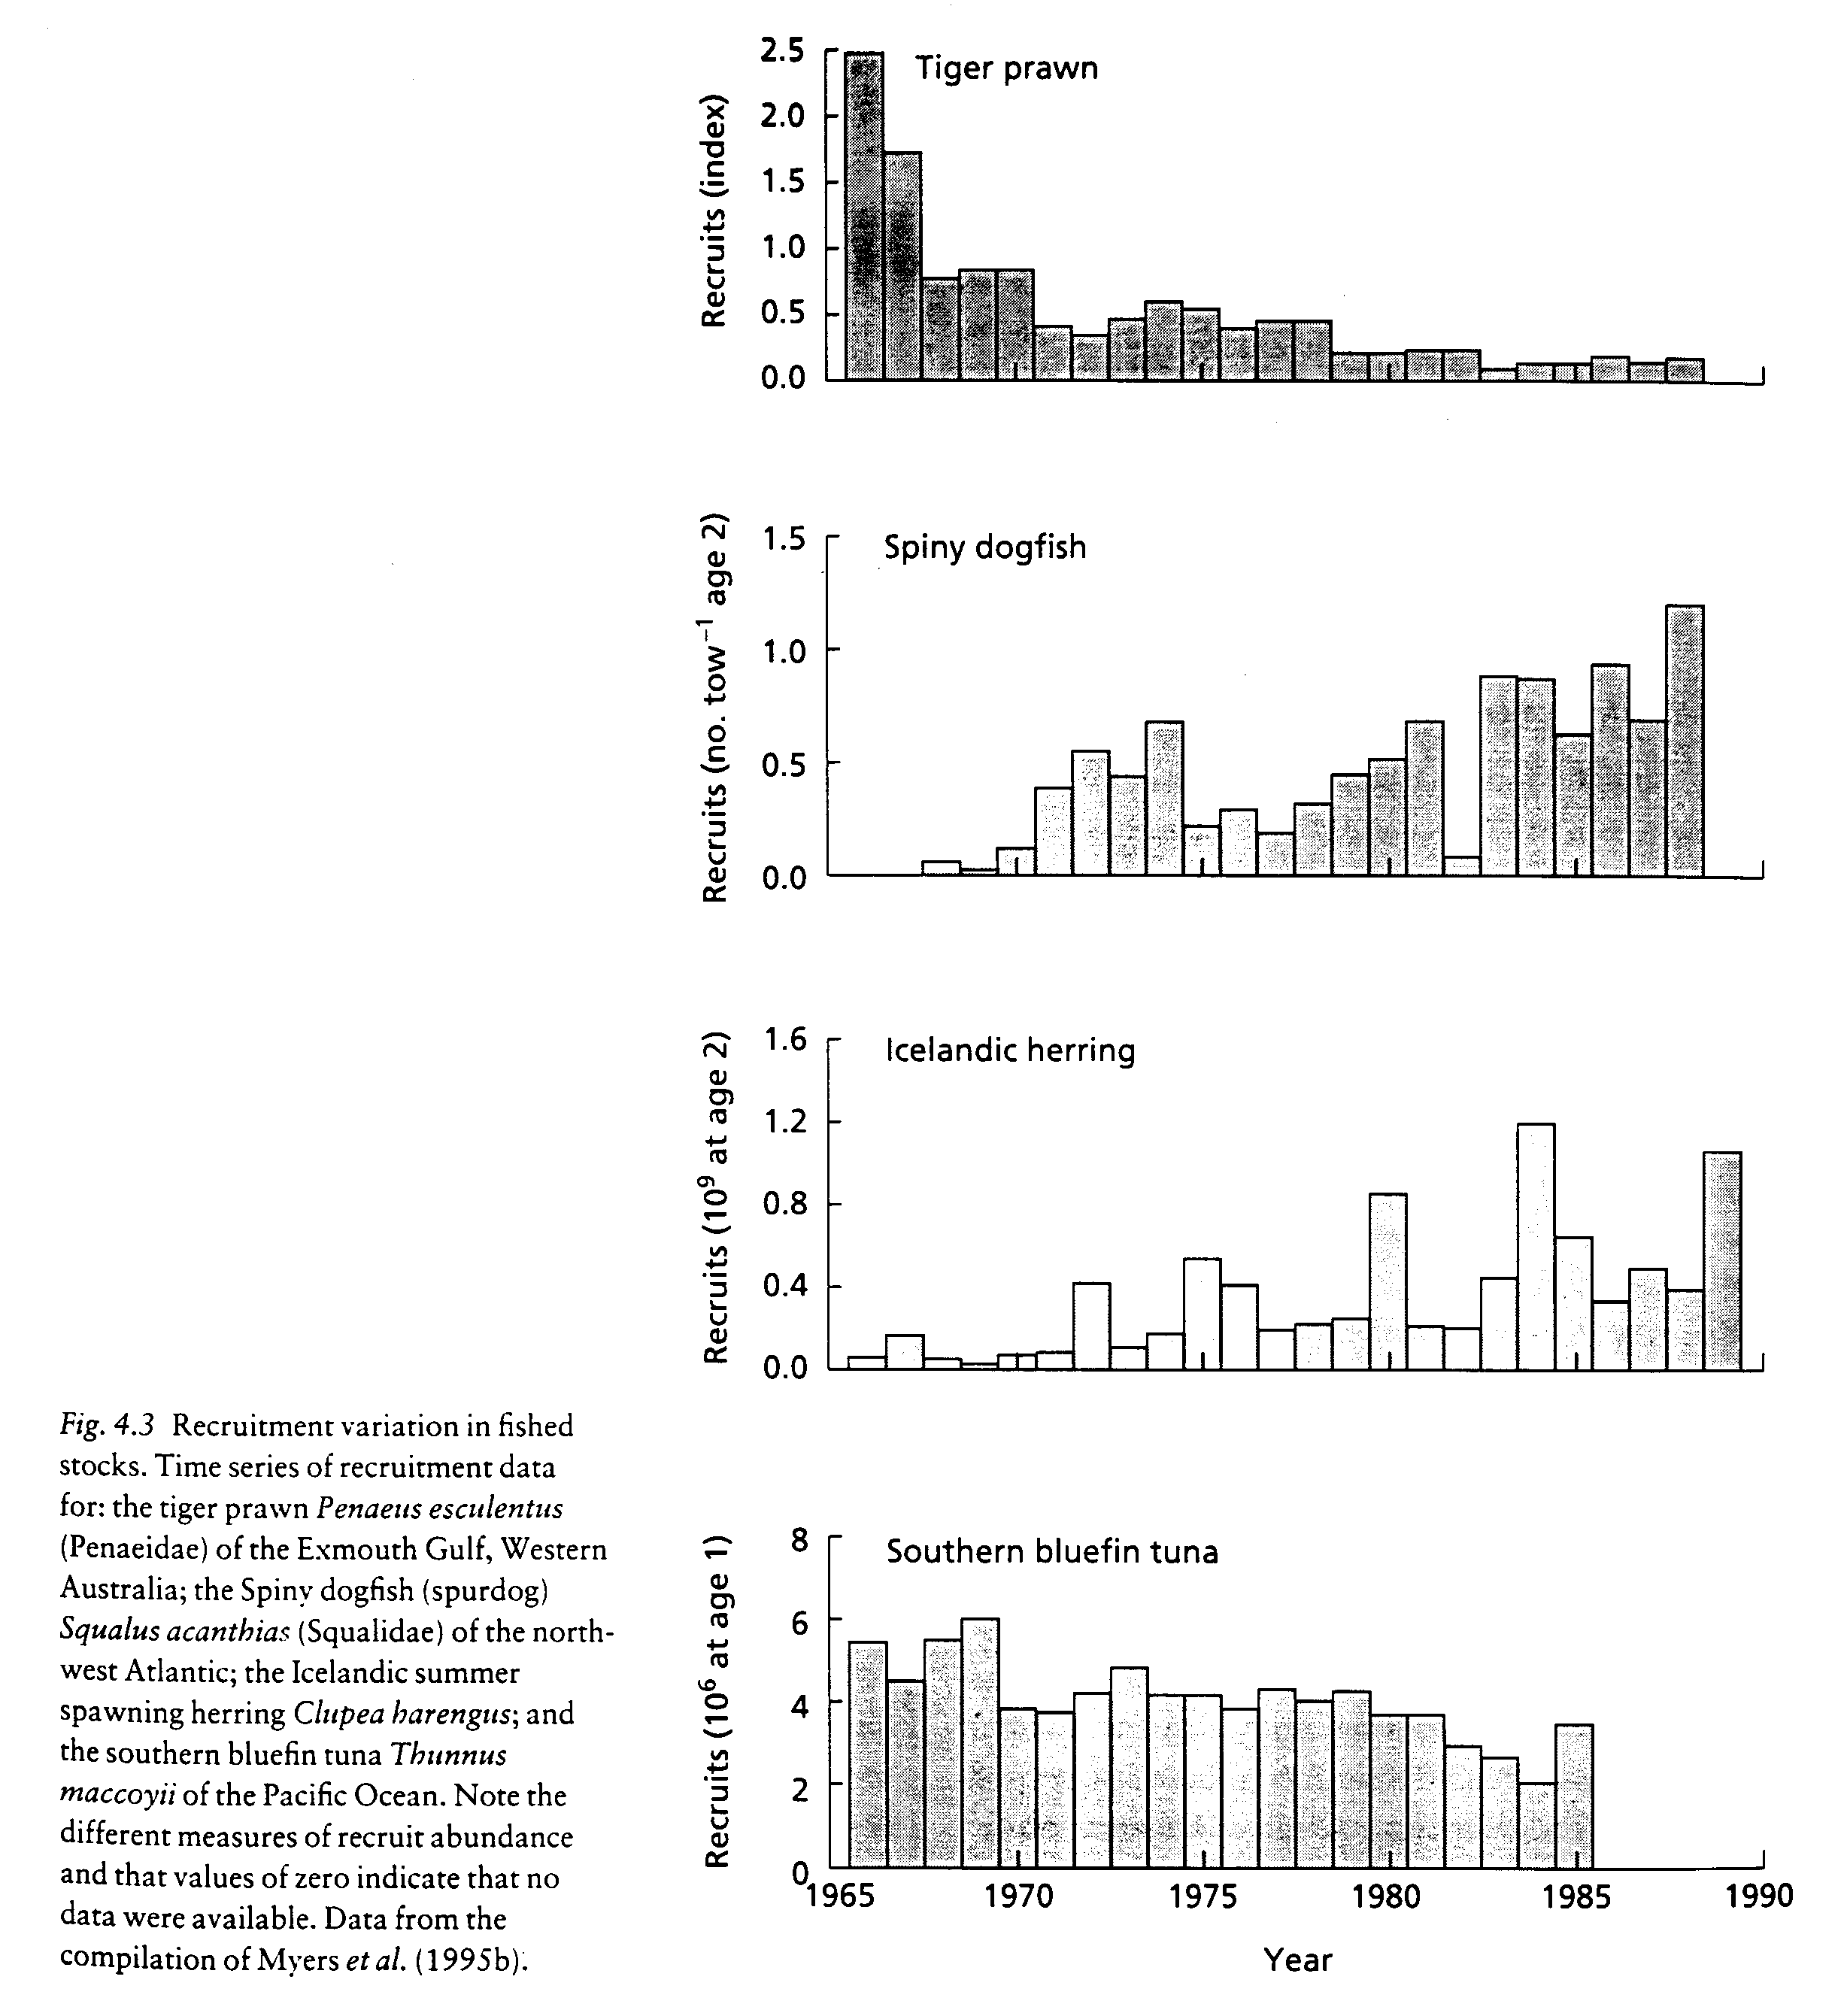 2.5
Tiger prawn
2.0
1.5
1.0
0.5
0.0
Recruits (index)
1.5
Spiny dogfish
1.0
0.5
0.0
Recruits (no. tow⁻¹ age 2)
1.6
Icelandic herring
1.2
0.8
0.4
0.0
Recruits (10⁹ at age 2)
8
Southern bluefin tuna
6
4
2
0
Recruits (10⁶ at age 1)
1965 1970 1975 1980 1985 1990
Year
Fig. 4.3 Recruitment variation in fished
stocks. Time series of recruitment data
for: the tiger prawn Penaeus esculentus
(Penaeidae) of the Exmouth Gulf, Western
Australia; the Spiny dogfish (spurdog)
Squalus acanthias (Squalidae) of the north-
west Atlantic; the Icelandic summer
spawning herring Clupea harengus; and
the southern bluefin tuna Thunnus
maccoyii of the Pacific Ocean. Note the
different measures of recruit abundance
and that values of zero indicate that no
data were available. Data from the
compilation of Myers et al. (1995b).